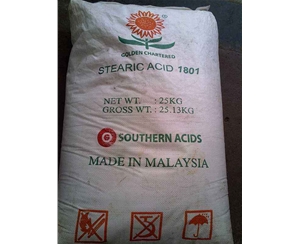 GOLDEN CHARTERED
STEARIC ACID 1801
NET WT. : 25KG
GROSS WT. : 25.13KG
SOUTHERN ACIDS
MADE IN MALAYSIA